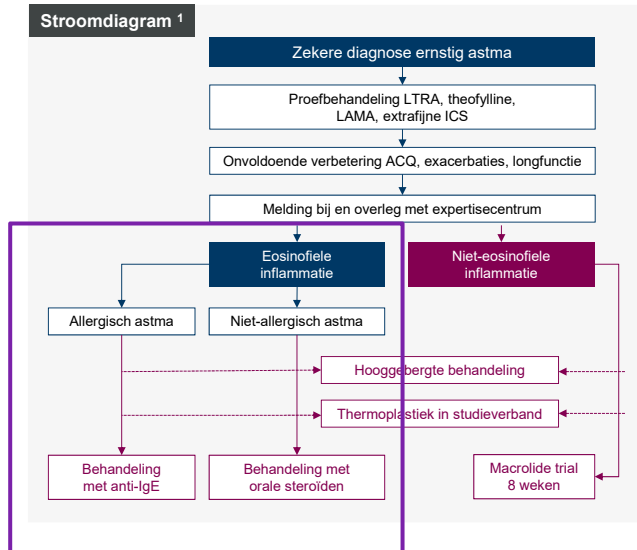 Stroomdiagram ¹
Zekere diagnose ernstig astma
Proefbehandeling LTRA, theofylline,
LAMA, extrafijne ICS
Onvoldoende verbetering ACQ, exacerbaties, longfunctie
Melding bij en overleg met expertisecentrum
Eosinofiele
inflammatie
Niet-eosinofiele
inflammatie
Allergisch astma
Niet-allergisch astma
Hooggebergte behandeling
Thermoplastiek in studieverband
Behandeling
met anti-IgE
Behandeling met
orale steroïden
Macrolide trial
8 weken